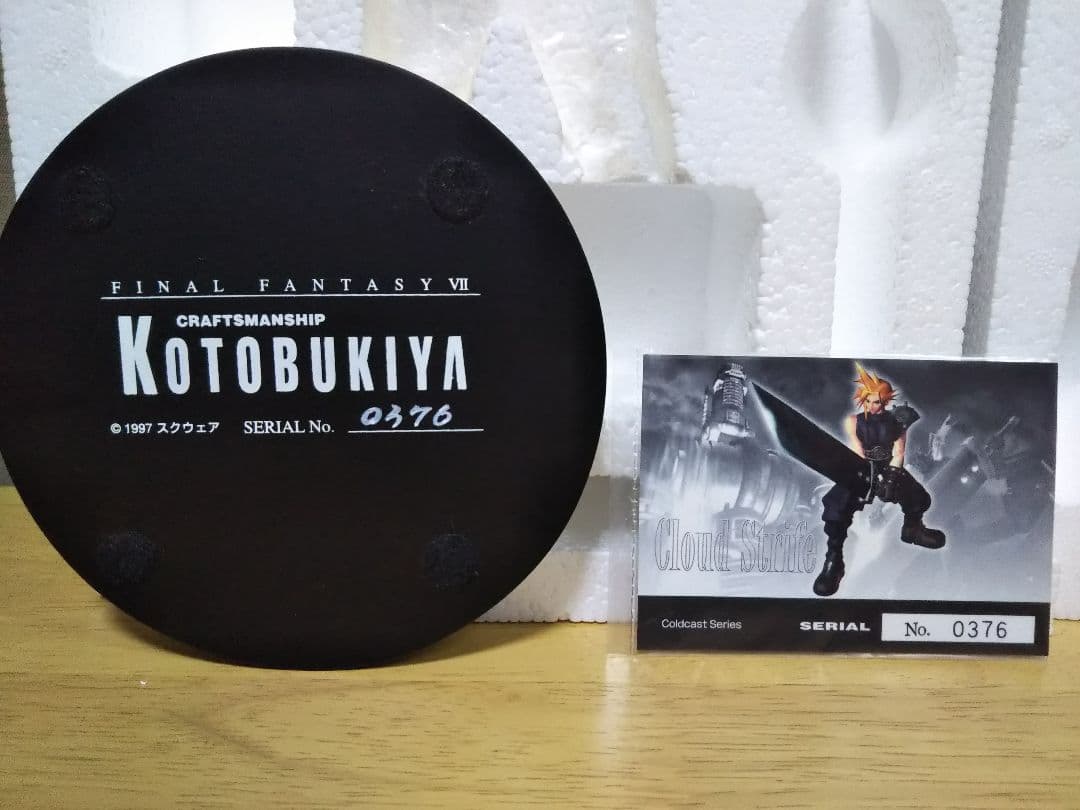 FINAL FANTASY VII
CRAFTSMANSHIP
KOTOBUKIYA
© 1997 スクウェア SERIAL No. 0376
Cloud Strife
Coldcast Series SERIAL No. 0376